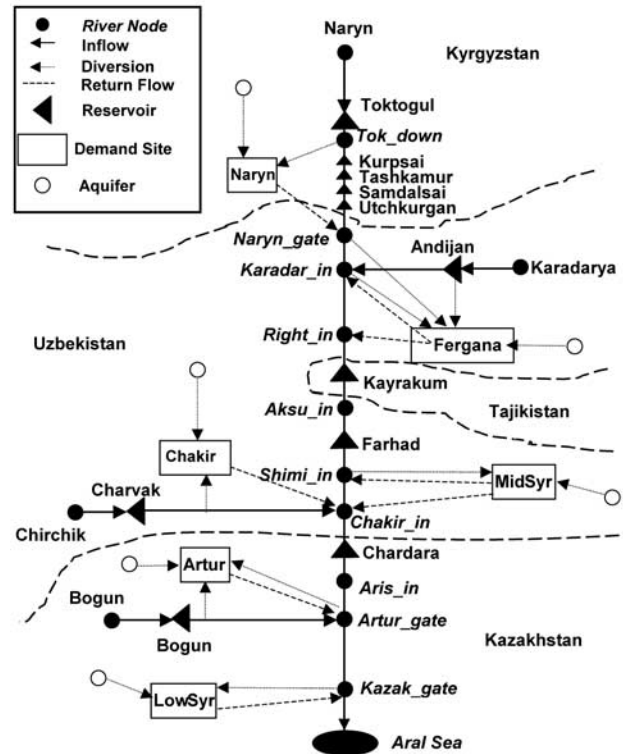 River Node
Inflow
Diversion
Return Flow
Reservoir
Demand Site
Aquifer
Naryn
Kyrgyzstan
Toktogul
Tok_down
Naryn
Kurpsai
Tashkamur
Samdalsai
Utchkurgan
Naryn_gate
Andijan
Karadar_in
Karadarya
Right_in
Fergana
Uzbekistan
Kayrakum
Tajikistan
Aksu_in
Farhad
Chakir
Shimi_in
MidSyr
Charvak
Chirchik
Chakir_in
Chardara
Artur
Aris_in
Bogun
Artur_gate
Bogun
Kazakhstan
Kazak_gate
LowSyr
Aral Sea